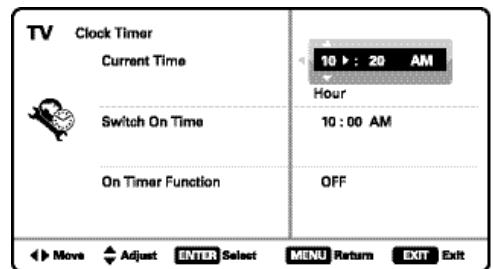 TV Clock Timer
Current Time 10 : 20 AM
Hour
Switch On Time 10 : 00 AM
On Timer Function OFF
Move Adjust ENTER Select MENU Return EXIT Exit